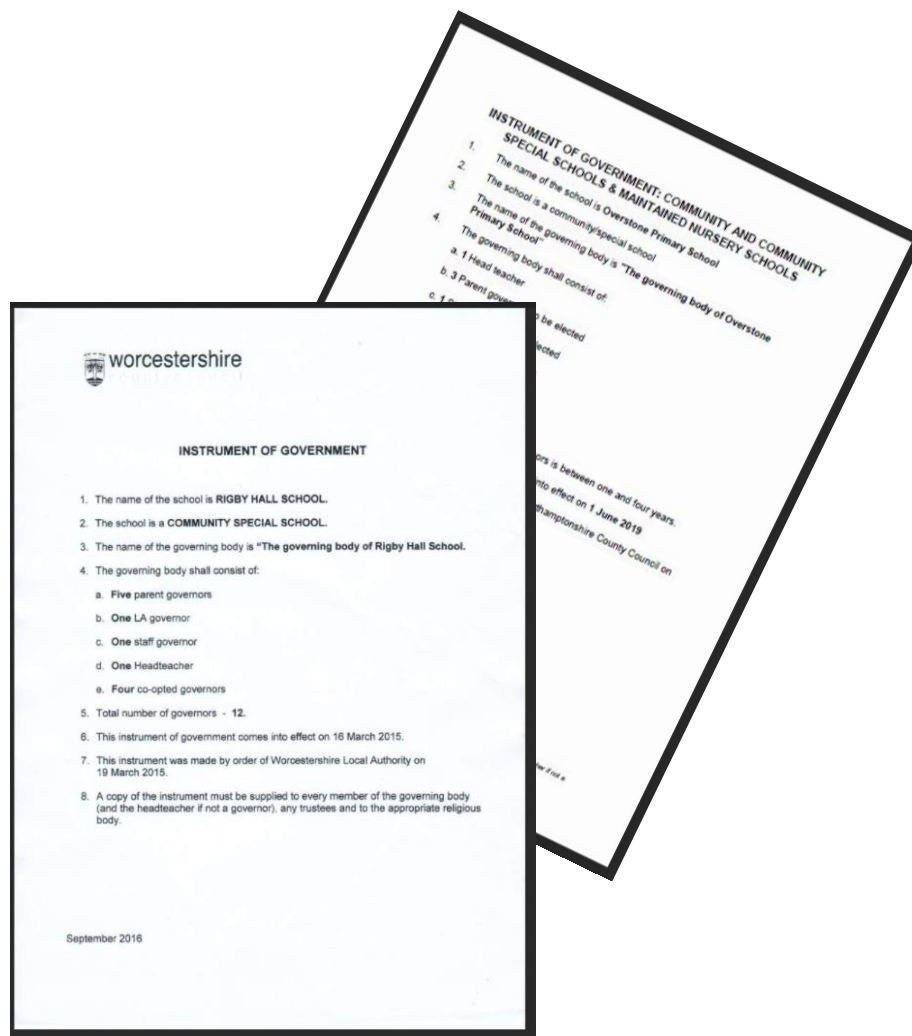 worcestershire
INSTRUMENT OF GOVERNMENT
1. The name of the school is RIGBY HALL SCHOOL.
2. The school is a COMMUNITY SPECIAL SCHOOL.
3. The name of the governing body is "The governing body of Rigby Hall School.
4. The governing body shall consist of:
a. Five parent governors
b. One LA governor
c. One staff governor
d. One Headteacher
e. Four co-opted governors
5. Total number of governors - 12.
6. This instrument of government comes into effect on 16 March 2015.
7. This instrument was made by order of Worcestershire Local Authority on
19 March 2015.
8. A copy of the instrument must be supplied to every member of the governing body
(and the headteacher if not a governor), any trustees and to the appropriate religious
body.
September 2016
INSTRUMENT OF GOVERNMENT: COMMUNITY AND COMMUNITY
SPECIAL SCHOOLS & MAINTAINED NURSERY SCHOOLS
1. The name of the school is Overstone Primary School
2. The school is a community/special school
3. The name of the governing body is "The governing body of Overstone
Primary School"
4. The governing body shall consist of:
a. 1 Head teacher
b. 3 Parent to be elected
c. 1
is between one and four years.
into effect on 1 June 2019
County Council on
if not a